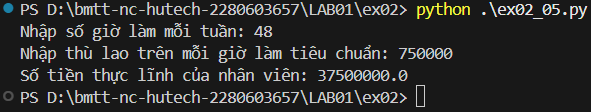 PS D:\bmtt-nc-hutech-2280603657\LAB01\ex02> python .\ex02_05.py
Nhập số giờ làm mỗi tuần: 48
Nhập thù lao trên mỗi giờ làm tiêu chuẩn: 750000
Số tiền thực lĩnh của nhân viên: 37500000.0
PS D:\bmtt-nc-hutech-2280603657\LAB01\ex02>